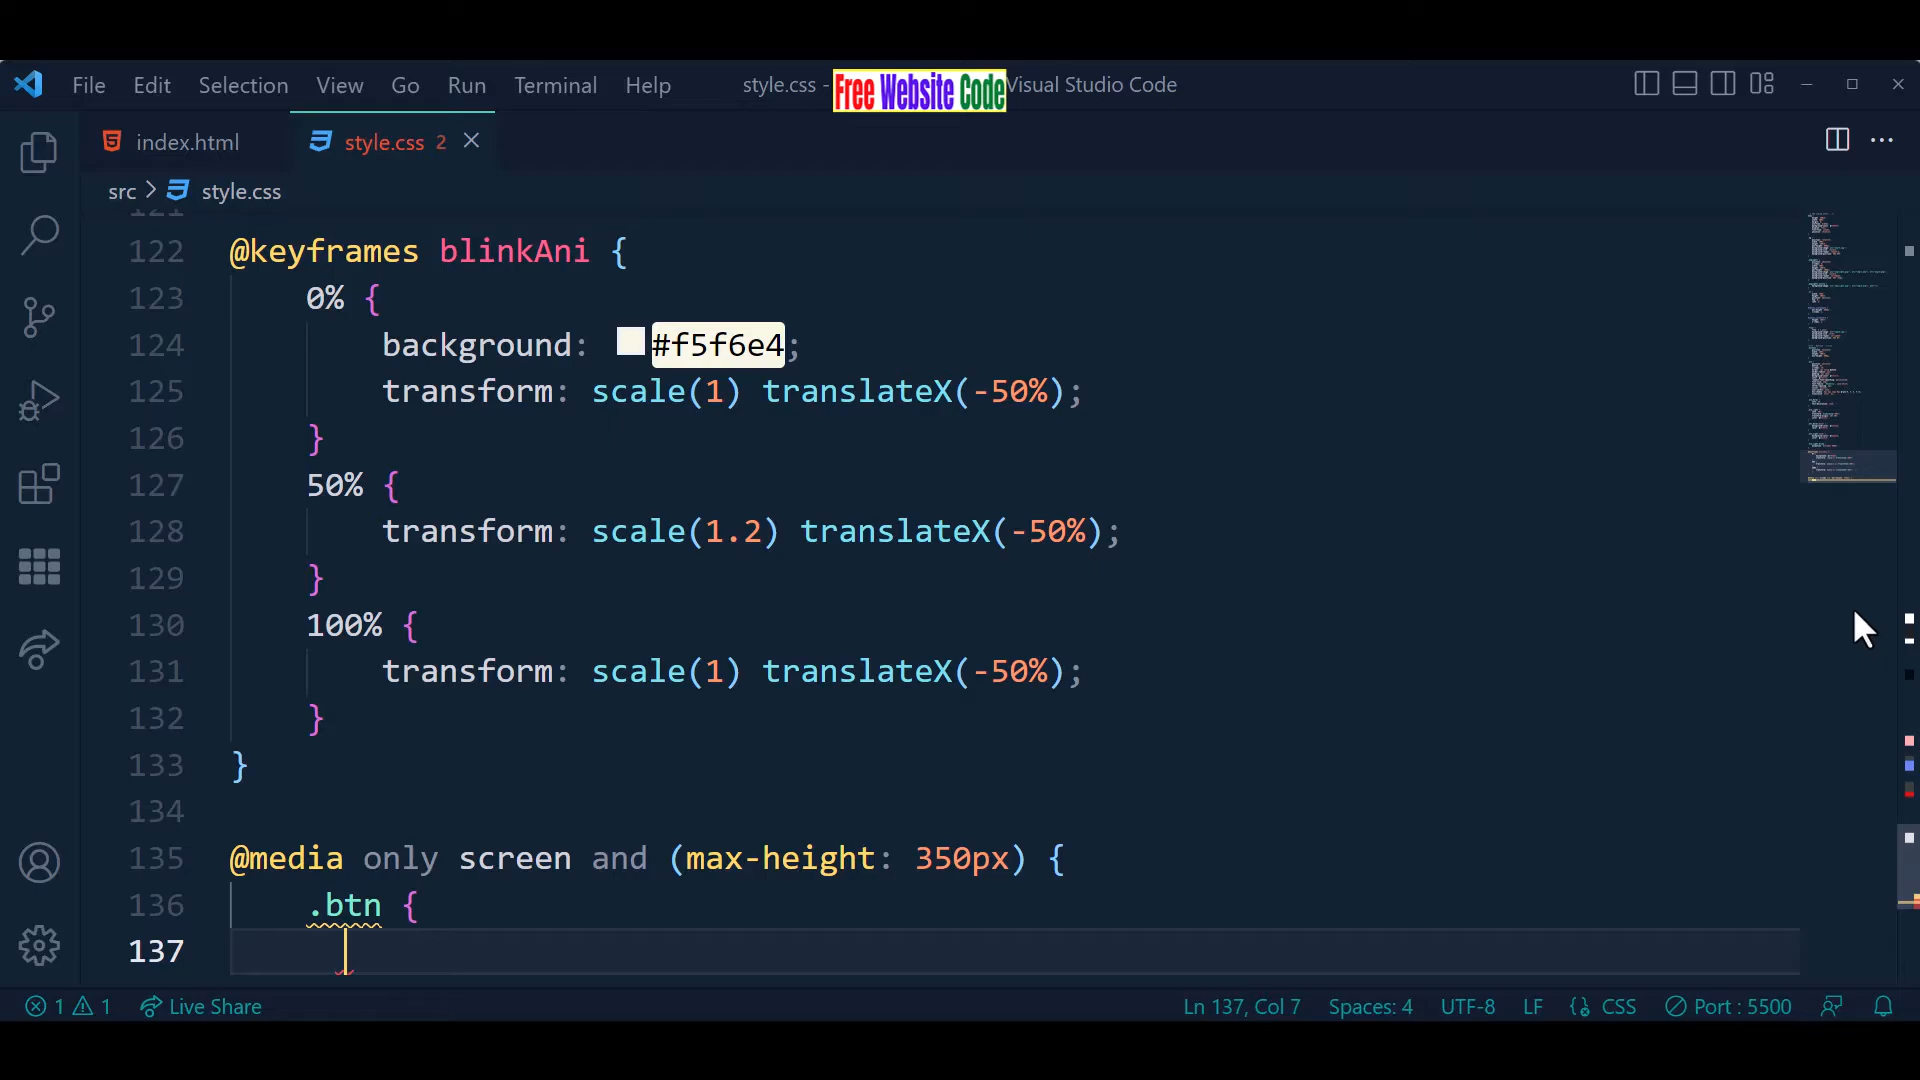 File Edit Selection View Go Run Terminal Help style.css - Free Website Code Visual Studio Code
index.html style.css 2
src > style.css
121
122 @keyframes blinkAni {
123 0% {
124 background: #f5f6e4;
125 transform: scale(1) translateX(-50%);
126 }
127 50% {
128 transform: scale(1.2) translateX(-50%);
129 }
130 100% {
131 transform: scale(1) translateX(-50%);
132 }
133 }
134
135 @media only screen and (max-height: 350px) {
136 .btn {
137
1 1 Live Share Ln 137, Col 7 Spaces: 4 UTF-8 LF {} CSS Port : 5500